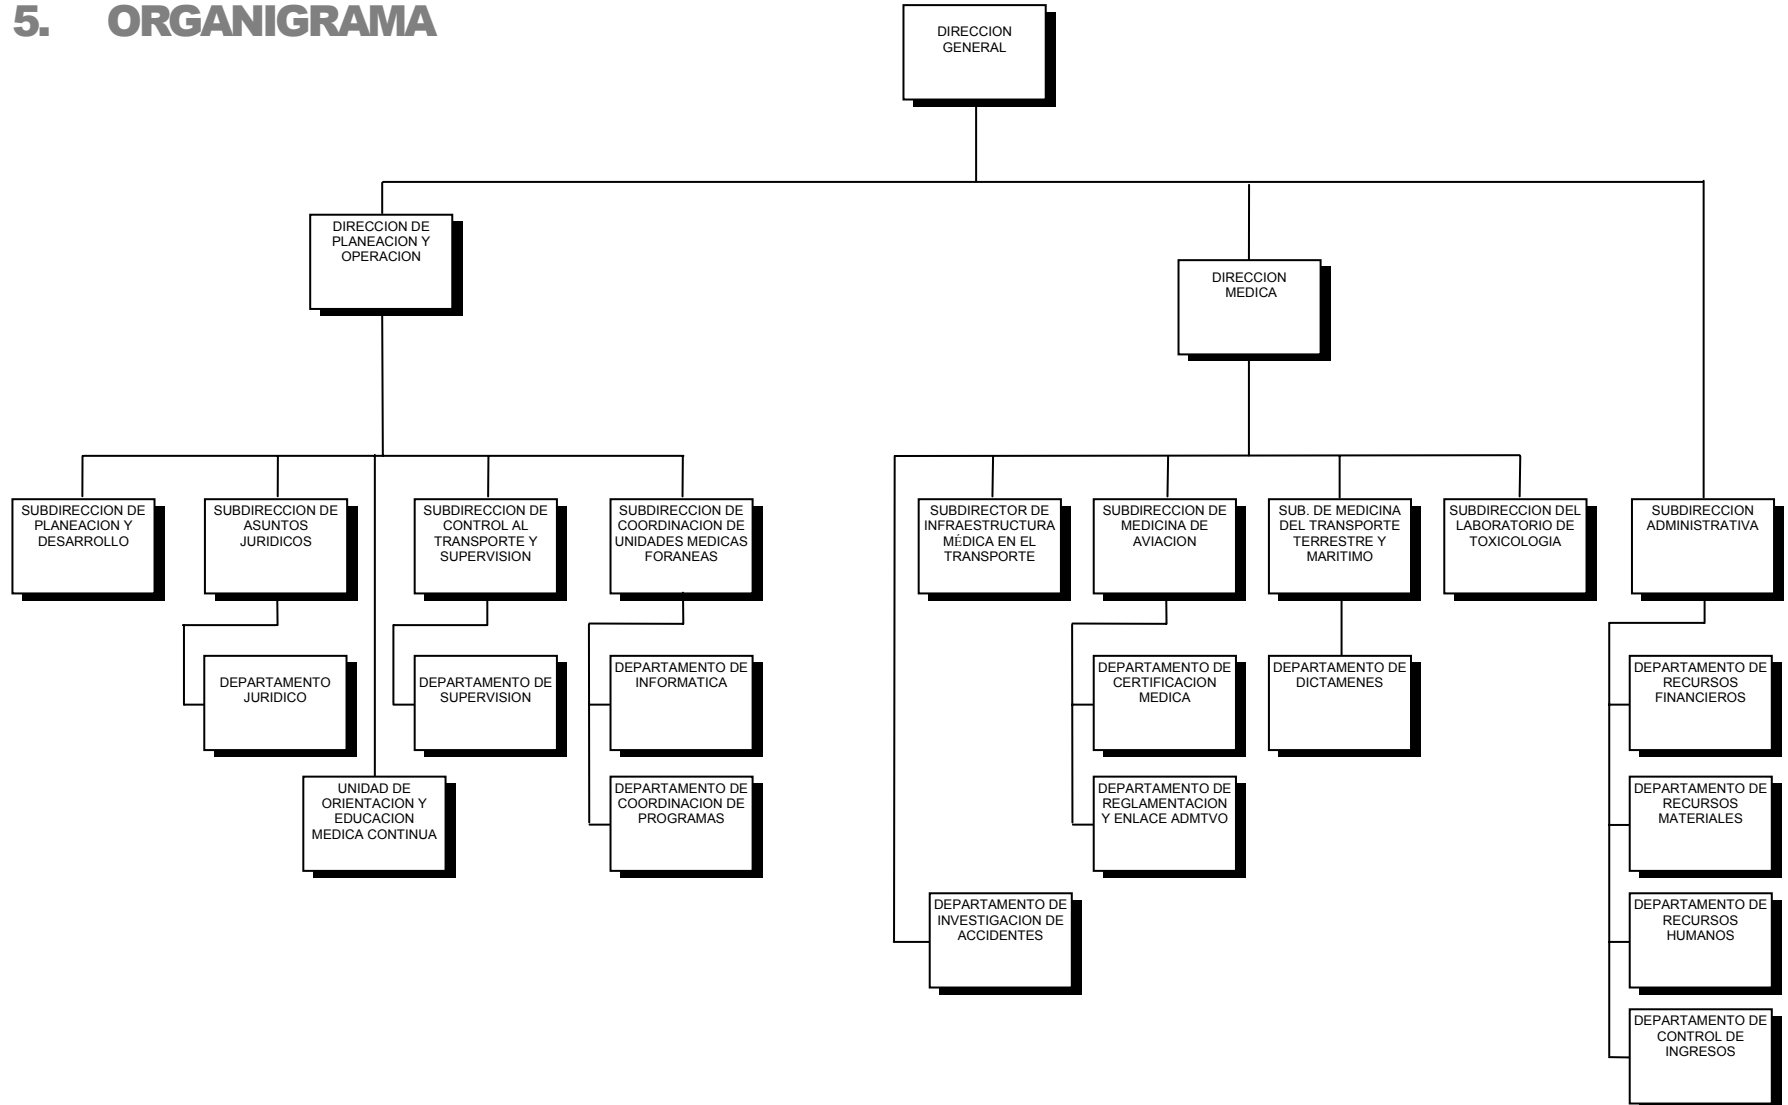 5. ORGANIGRAMA
DIRECCION
GENERAL
DIRECCION DE
PLANEACION Y
OPERACION
DIRECCION
MEDICA
SUBDIRECCION DE
PLANEACION Y
DESARROLLO
SUBDIRECCION DE
ASUNTOS
JURIDICOS
SUBDIRECCION DE
CONTROL AL
TRANSPORTE Y
SUPERVISION
SUBDIRECCION DE
COORDINACION DE
UNIDADES MEDICAS
FORANEAS
SUBDIRECTOR DE
INFRAESTRUCTURA
MÉDICA EN EL
TRANSPORTE
SUBDIRECCION DE
MEDICINA DE
AVIACION
SUB. DE MEDICINA
DEL TRANSPORTE
TERRESTRE Y
MARITIMO
SUBDIRECCION DEL
LABORATORIO DE
TOXICOLOGIA
SUBDIRECCION
ADMINISTRATIVA
DEPARTAMENTO
JURIDICO
DEPARTAMENTO DE
SUPERVISION
DEPARTAMENTO DE
INFORMATICA
DEPARTAMENTO DE
CERTIFICACION
MEDICA
DEPARTAMENTO DE
DICTAMENES
DEPARTAMENTO DE
RECURSOS
FINANCIEROS
UNIDAD DE
ORIENTACION Y
EDUCACION
MEDICA CONTINUA
DEPARTAMENTO DE
COORDINACION DE
PROGRAMAS
DEPARTAMENTO DE
REGLAMENTACION
Y ENLACE ADMTVO
DEPARTAMENTO DE
RECURSOS
MATERIALES
DEPARTAMENTO DE
INVESTIGACION DE
ACCIDENTES
DEPARTAMENTO DE
RECURSOS
HUMANOS
DEPARTAMENTO DE
CONTROL DE
INGRESOS